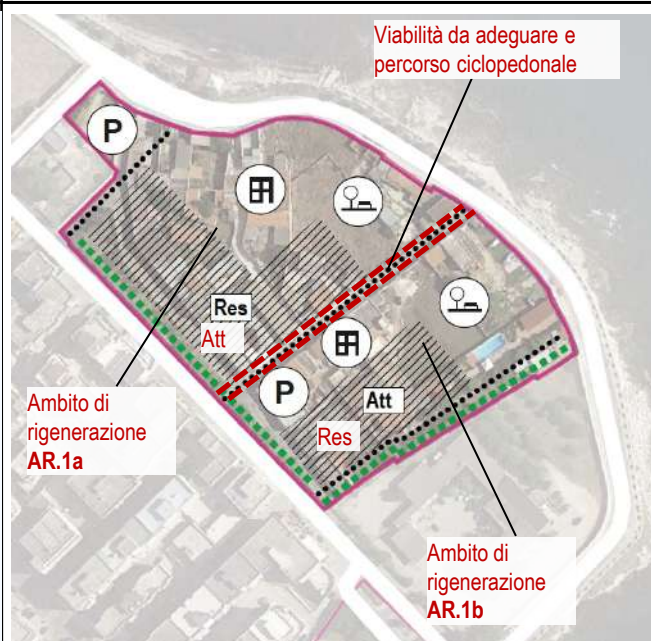 Viabilità da adeguare e
percorso ciclopedonale
P
Res
Att
P
Att
Res
Ambito di
rigenerazione
AR.1a
Ambito di
rigenerazione
AR.1b